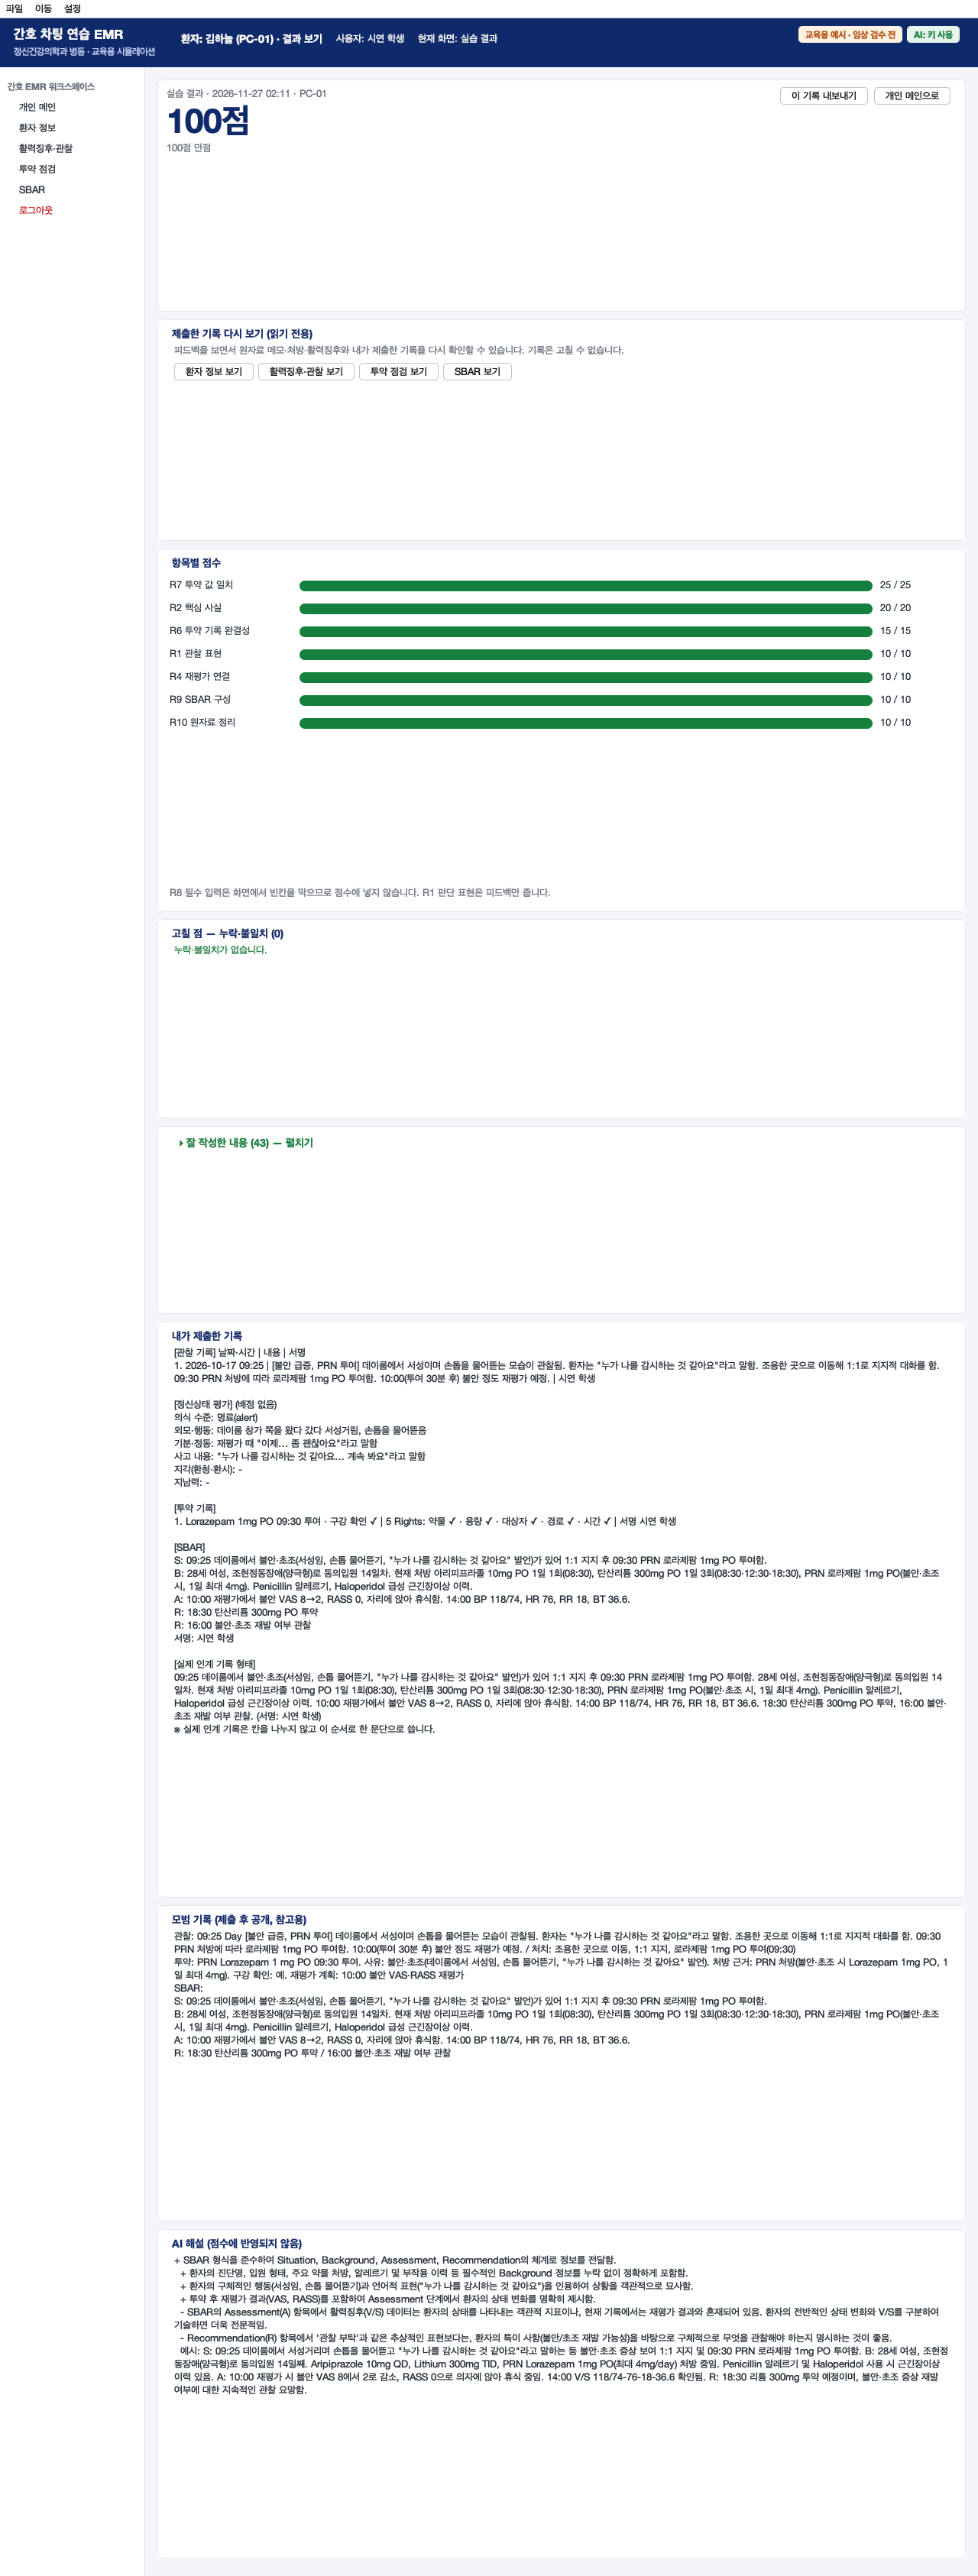 파일 이동 설정
간호 차팅 연습 EMR
정신건강의학과 병동 · 교육용 시뮬레이션
환자: 김하늘 (PC-01) · 결과 보기 사용자: 시연 학생 현재 화면: 실습 결과
교육용 예시 · 임상 검수 전 AI: 키 사용
간호 EMR 워크스페이스
개인 메인
환자 정보
활력징후·관찰
투약 점검
SBAR
로그아웃
실습 결과 · 2026-11-27 02:11 · PC-01
이 기록 내보내기 개인 메인으로
100점
100점 만점
제출한 기록 다시 보기 (읽기 전용)
피드백을 보면서 원자료 메모·처방·활력징후와 내가 제출한 기록을 다시 확인할 수 있습니다. 기록은 고칠 수 없습니다.
환자 정보 보기 활력징후·관찰 보기 투약 점검 보기 SBAR 보기
항목별 점수
R7 투약 값 일치 25 / 25
R2 핵심 사실 20 / 20
R6 투약 기록 완결성 15 / 15
R1 관찰 표현 10 / 10
R4 재평가 연결 10 / 10
R9 SBAR 구성 10 / 10
R10 원자료 정리 10 / 10
R8 필수 입력은 화면에서 빈칸을 막으므로 점수에 넣지 않습니다. R1 판단 표현은 피드백만 줍니다.
고칠 점 — 누락·불일치 (0)
누락·불일치가 없습니다.
잘 작성한 내용 (43) — 펼치기
내가 제출한 기록
[관찰 기록] 날짜·시간 | 내용 | 서명
1. 2026-10-17 09:25 | [불안 급증, PRN 투여] 데이룸에서 서성이며 손톱을 물어뜯는 모습이 관찰됨. 환자는 "누가 나를 감시하는 것 같아요"라고 말함. 조용한 곳으로 이동해 1:1로 지지적 대화를 함.
09:30 PRN 처방에 따라 로라제팜 1mg PO 투여함. 10:00(투여 30분 후) 불안 정도 재평가 예정. | 시연 학생
[정신상태 평가] (배점 없음)
의식 수준: 명료(alert)
외모·행동: 데이룸 창가 쪽을 왔다 갔다 서성거림, 손톱을 물어뜯음
기분·정동: 재평가 때 "이제… 좀 괜찮아요"라고 말함
사고 내용: "누가 나를 감시하는 것 같아요… 계속 봐요"라고 말함
지각(환청·환시): -
지남력: -
[투약 기록]
1. Lorazepam 1mg PO 09:30 투여 · 구강 확인 ✓ | 5 Rights: 약물 ✓ · 용량 ✓ · 대상자 ✓ · 경로 ✓ · 시간 ✓ | 서명 시연 학생
[SBAR]
S: 09:25 데이룸에서 불안·초조(서성임, 손톱 물어뜯기, "누가 나를 감시하는 것 같아요" 발언)가 있어 1:1 지지 후 09:30 PRN 로라제팜 1mg PO 투여함.
B: 28세 여성, 조현정동장애(양극형)로 동의입원 14일차. 현재 처방 아리피프라졸 10mg PO 1일 1회(08:30), 탄산리튬 300mg PO 1일 3회(08:30·12:30·18:30), PRN 로라제팜 1mg PO(불안·초조
시, 1일 최대 4mg). Penicillin 알레르기, Haloperidol 급성 근긴장이상 이력.
A: 10:00 재평가에서 불안 VAS 8→2, RASS 0, 자리에 앉아 휴식함. 14:00 BP 118/74, HR 76, RR 18, BT 36.6.
R: 18:30 탄산리튬 300mg PO 투약
R: 16:00 불안·초조 재발 여부 관찰
서명: 시연 학생
[실제 인계 기록 형태]
09:25 데이룸에서 불안·초조(서성임, 손톱 물어뜯기, "누가 나를 감시하는 것 같아요" 발언)가 있어 1:1 지지 후 09:30 PRN 로라제팜 1mg PO 투여함. 28세 여성, 조현정동장애(양극형)로 동의입원 14
일차. 현재 처방 아리피프라졸 10mg PO 1일 1회(08:30), 탄산리튬 300mg PO 1일 3회(08:30·12:30·18:30), PRN 로라제팜 1mg PO(불안·초조 시, 1일 최대 4mg). Penicillin 알레르기,
Haloperidol 급성 근긴장이상 이력. 10:00 재평가에서 불안 VAS 8→2, RASS 0, 자리에 앉아 휴식함. 14:00 BP 118/74, HR 76, RR 18, BT 36.6. 18:30 탄산리튬 300mg PO 투약, 16:00 불안·
초조 재발 여부 관찰. (서명: 시연 학생)
※ 실제 인계 기록은 칸을 나누지 않고 이 순서로 한 문단으로 씁니다.
모범 기록 (제출 후 공개, 참고용)
관찰: 09:25 Day [불안 급증, PRN 투여] 데이룸에서 서성이며 손톱을 물어뜯는 모습이 관찰됨. 환자는 "누가 나를 감시하는 것 같아요"라고 말함. 조용한 곳으로 이동해 1:1로 지지적 대화를 함. 09:30
PRN 처방에 따라 로라제팜 1mg PO 투여함. 10:00(투여 30분 후) 불안 정도 재평가 예정. / 처치: 조용한 곳으로 이동, 1:1 지지, 로라제팜 1mg PO 투여(09:30)
투약: PRN Lorazepam 1 mg PO 09:30 투여. 사유: 불안·초조(데이룸에서 서성임, 손톱 물어뜯기, "누가 나를 감시하는 것 같아요" 발언). 처방 근거: PRN 처방(불안·초조 시 Lorazepam 1mg PO, 1
일 최대 4mg). 구강 확인: 예. 재평가 계획: 10:00 불안 VAS·RASS 재평가
SBAR:
S: 09:25 데이룸에서 불안·초조(서성임, 손톱 물어뜯기, "누가 나를 감시하는 것 같아요" 발언)가 있어 1:1 지지 후 09:30 PRN 로라제팜 1mg PO 투여함.
B: 28세 여성, 조현정동장애(양극형)로 동의입원 14일차. 현재 처방 아리피프라졸 10mg PO 1일 1회(08:30), 탄산리튬 300mg PO 1일 3회(08:30·12:30·18:30), PRN 로라제팜 1mg PO(불안·초조
시, 1일 최대 4mg). Penicillin 알레르기, Haloperidol 급성 근긴장이상 이력.
A: 10:00 재평가에서 불안 VAS 8→2, RASS 0, 자리에 앉아 휴식함. 14:00 BP 118/74, HR 76, RR 18, BT 36.6.
R: 18:30 탄산리튬 300mg PO 투약 / 16:00 불안·초조 재발 여부 관찰
AI 해설 (점수에 반영되지 않음)
+ SBAR 형식을 준수하여 Situation, Background, Assessment, Recommendation의 체계로 정보를 전달함.
+ 환자의 진단명, 입원 형태, 주요 약물 처방, 알레르기 및 부작용 이력 등 필수적인 Background 정보를 누락 없이 정확하게 포함함.
+ 환자의 구체적인 행동(서성임, 손톱 물어뜯기)과 언어적 표현("누가 나를 감시하는 것 같아요")을 인용하여 상황을 객관적으로 묘사함.
+ 투약 후 재평가 결과(VAS, RASS)를 포함하여 Assessment 단계에서 환자의 상태 변화를 명확히 제시함.
- SBAR의 Assessment(A) 항목에서 활력징후(V/S) 데이터는 환자의 상태를 나타내는 객관적 지표이나, 현재 기록에서는 재평가 결과와 혼재되어 있음. 환자의 전반적인 상태 변화와 V/S를 구분하여
기술하면 더욱 전문적임.
- Recommendation(R) 항목에서 '관찰 부탁'과 같은 추상적인 표현보다는, 환자의 특이 사항(불안/초조 재발 가능성)을 바탕으로 구체적으로 무엇을 관찰해야 하는지 명시하는 것이 좋음.
예시: S: 09:25 데이룸에서 서성거리며 손톱을 물어뜯고 "누가 나를 감시하는 것 같아요"라고 말하는 등 불안·초조 증상 보여 1:1 지지 및 09:30 PRN 로라제팜 1mg PO 투여함. B: 28세 여성, 조현정
동장애(양극형)로 동의입원 14일째. Aripiprazole 10mg QD, Lithium 300mg TID, PRN Lorazepam 1mg PO(최대 4mg/day) 처방 중임. Penicillin 알레르기 및 Haloperidol 사용 시 근긴장이상
이력 있음. A: 10:00 재평가 시 불안 VAS 8에서 2로 감소, RASS 0으로 의자에 앉아 휴식 중임. 14:00 V/S 118/74-76-18-36.6 확인됨. R: 18:30 리튬 300mg 투약 예정이며, 불안·초조 증상 재발
여부에 대한 지속적인 관찰 요망함.